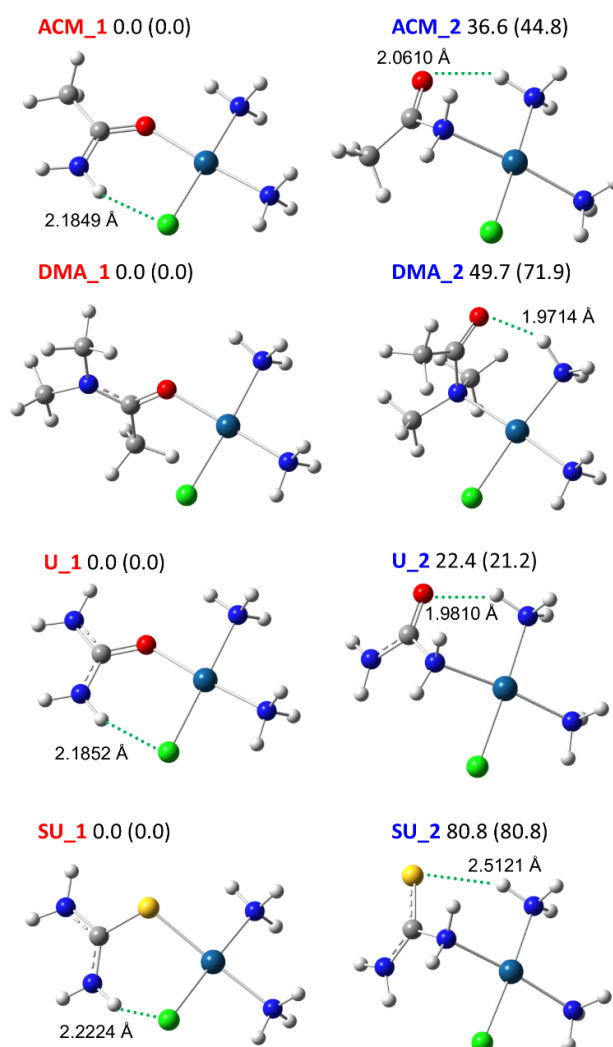 ACM_1 0.0 (0.0)
2.1849 Å
ACM_2 36.6 (44.8)
2.0610 Å
DMA_1 0.0 (0.0)
DMA_2 49.7 (71.9)
1.9714 Å
U_1 0.0 (0.0)
2.1852 Å
U_2 22.4 (21.2)
1.9810 Å
SU_1 0.0 (0.0)
2.2224 Å
SU_2 80.8 (80.8)
2.5121 Å